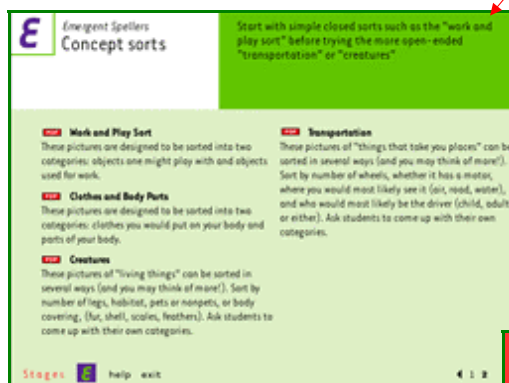 E
Emergent Spellers
Concept sorts
Start with simple closed sorts such as the "work and
play sort" before trying the more open-ended
"transportation" or "creatures"
PDF Work and Play Sort
These pictures are designed to be sorted into two
categories: objects one might play with and objects
used for work.
PDF Clothes and Body Parts
These pictures are designed to be sorted into two
categories: clothes you would put on your body and
parts of your body.
PDF Creatures
These pictures of "living things" can be sorted in
several ways (and you may think of more!). Sort by
number of legs, habitat, pets or nonpets, or body
covering, (fur, shell, scales, feathers). Ask students to
come up with their own categories.
PDF Transportation
These pictures of "things that take you places" can be
sorted in several ways (and you may think of more!).
Sort by number of wheels, whether it has a motor,
where you would most likely see it (air, road, water),
and who would most likely be the driver (child, adult
or either). Ask students to come up with their own
categories.
Stages E help exit
1 2